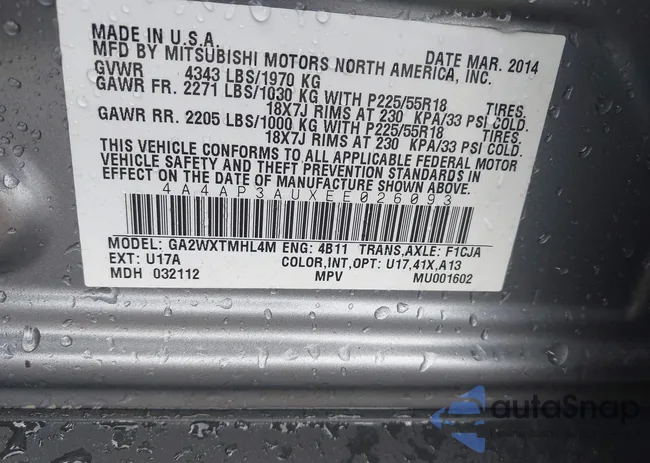 MADE IN U.S.A.
MFD BY MITSUBISHI MOTORS NORTH AMERICA, INC.
DATE MAR. 2014
GVWR 4343 LBS/1970 KG
GAWR FR. 2271 LBS/1030 KG WITH P225/55R18 TIRES
18X7J RIMS AT 230 KPA/33 PSI COLD.
GAWR RR. 2205 LBS/1000 KG WITH P225/55R18 TIRES
18X7J RIMS AT 230 KPA/33 PSI COLD.
THIS VEHICLE CONFORMS TO ALL APPLICABLE FEDERAL MOTOR
VEHICLE SAFETY AND THEFT PREVENTION STANDARDS IN
EFFECT ON THE DATE OF MANUFACTURE SHOWN ABOVE.
4A4AP3AUXEE026093
MODEL: GA2WXTMHL4M ENG: 4B11 TRANS,AXLE: F1CJA
EXT: U17A COLOR,INT,OPT: U17,41X,A13
MDH 032112 MPV MU001602
autoSnap